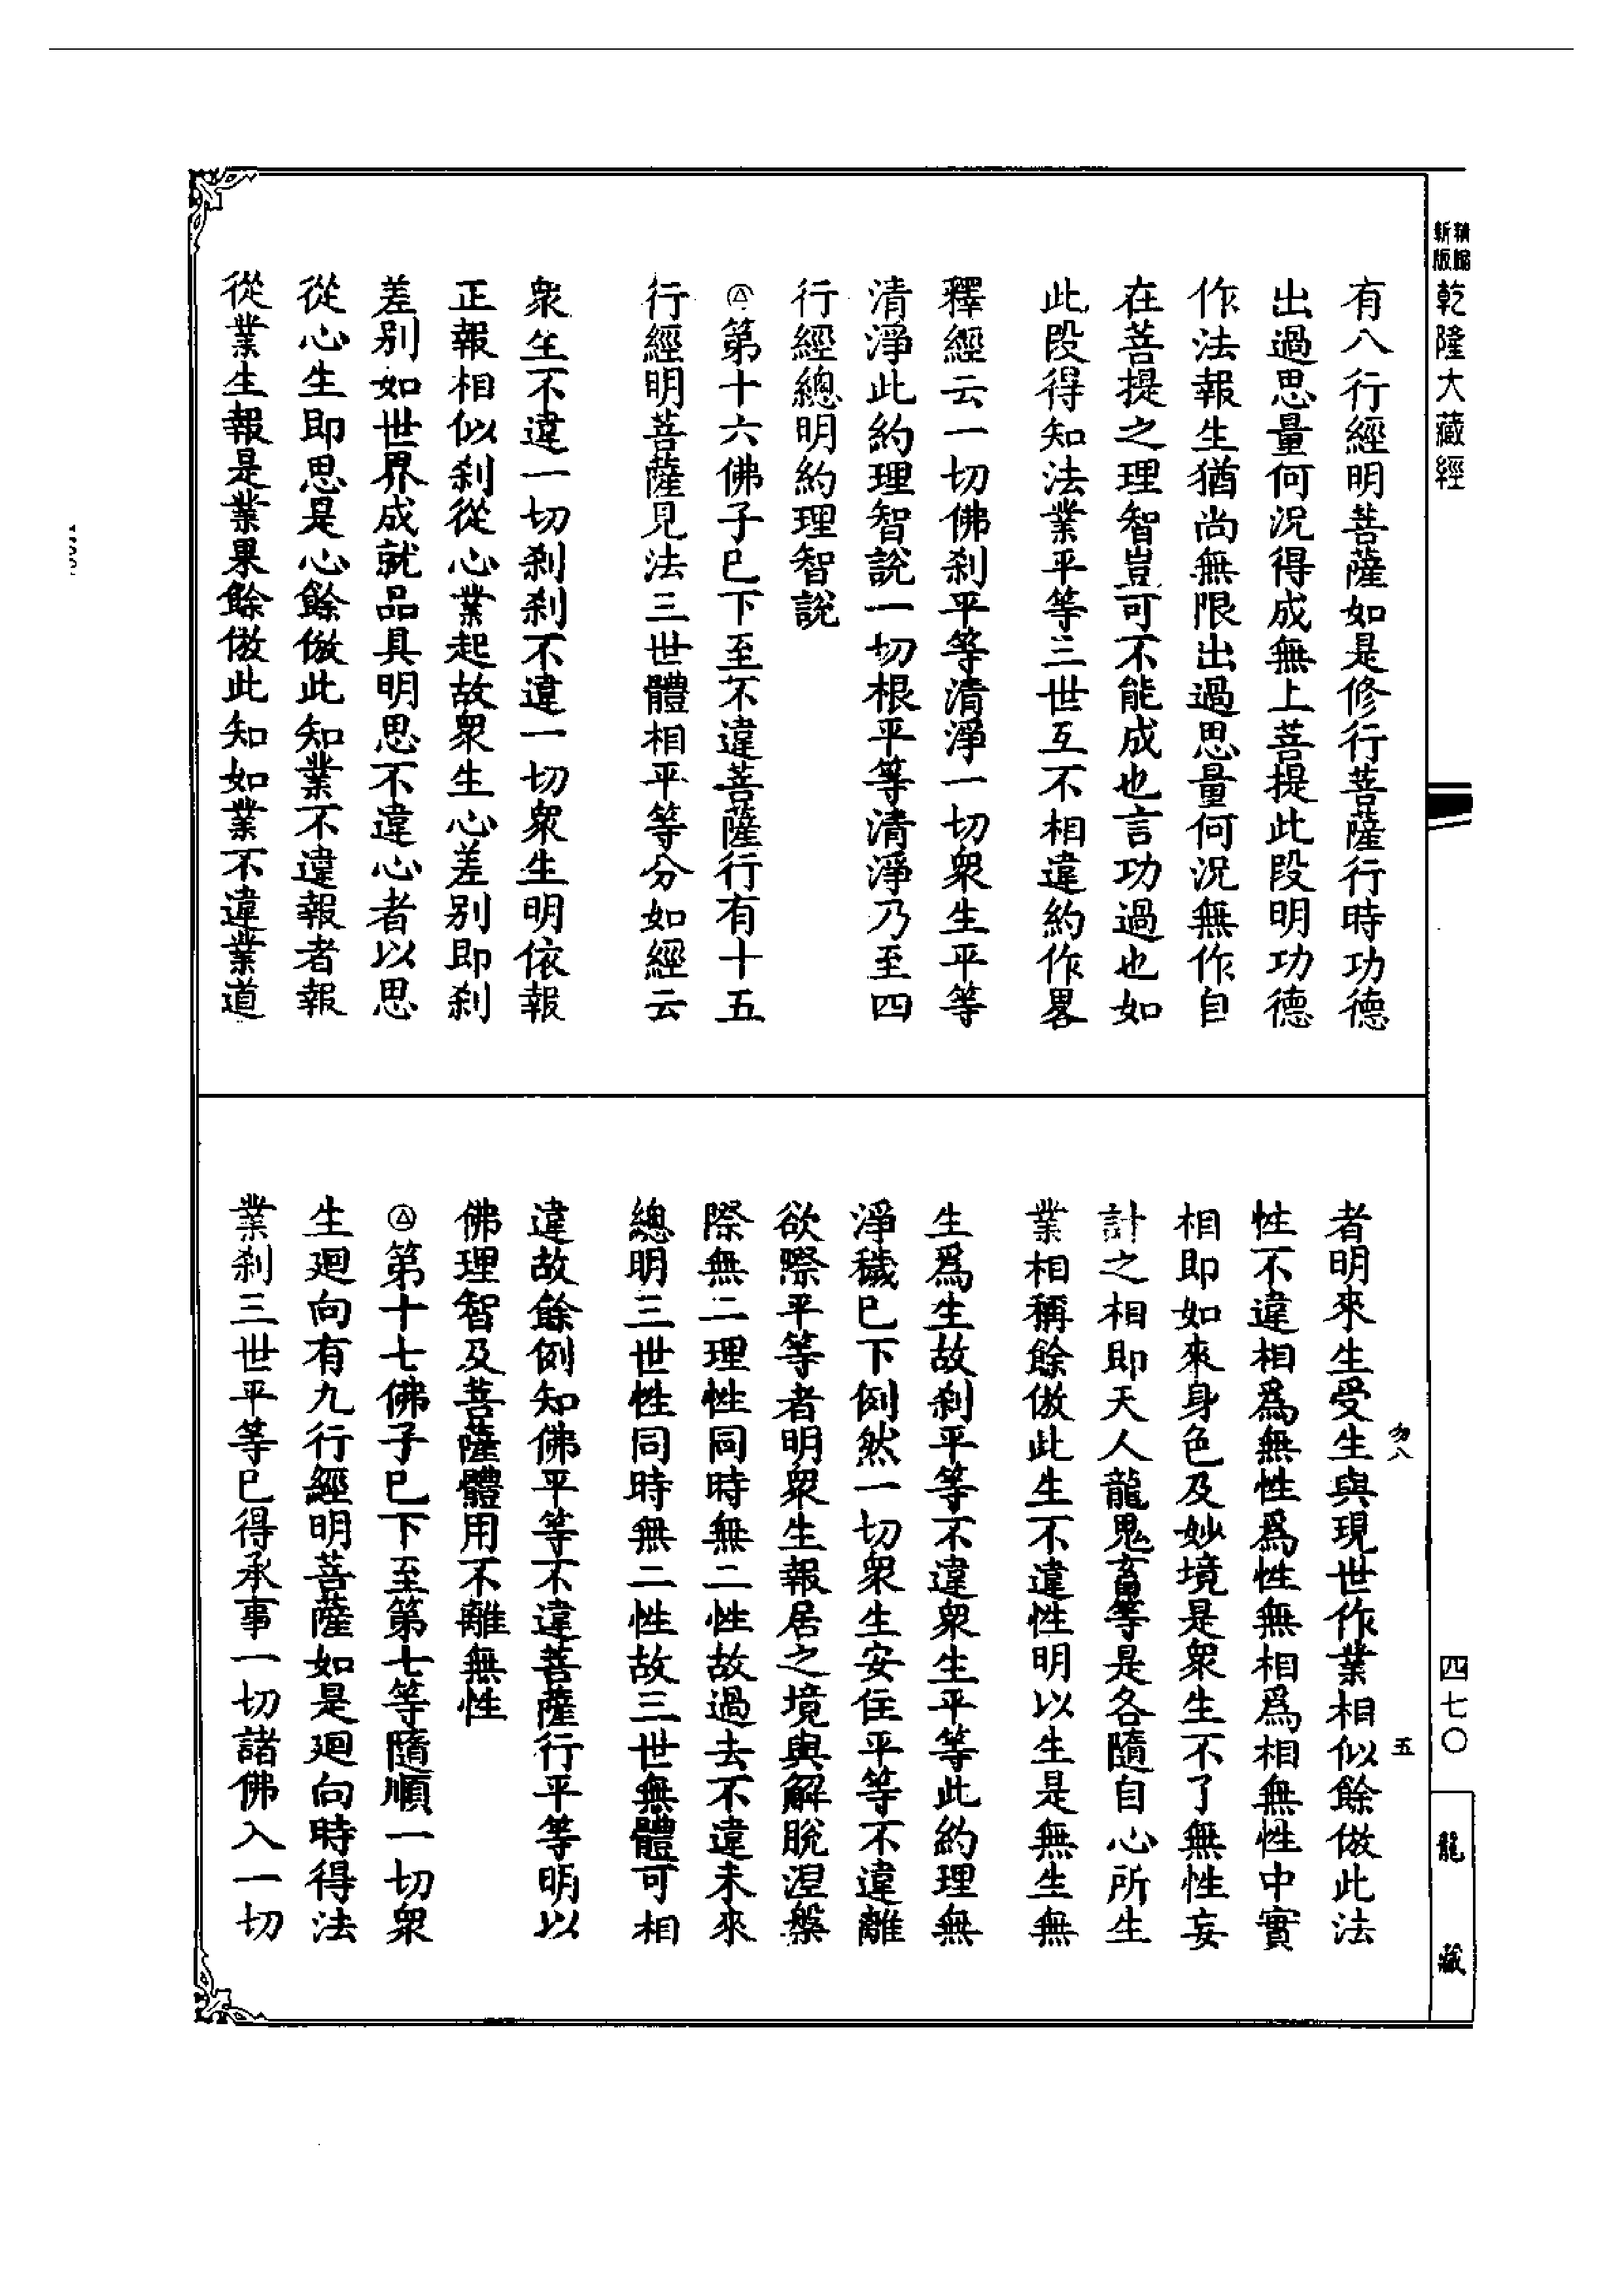 新版
精縮
乾隆大藏經
有八行經明菩薩如是修行菩薩行時功德
出過思量何況得成無上菩提此段明功德
作法報生猶尚無限出過思量何況無作自
在菩提之理智豈可不能成也言功過也如
此段得知法業平等三世互不相違約作畧
釋經云一切佛刹平等清淨一切衆生平等
清淨此約理智說一切根平等清淨乃至四
行經總明約理智說
㊁第十六佛子已下至不違菩薩行有十五
行經明菩薩見法三世體相平等分如經云
衆生不違一切刹刹不違一切衆生明依報
正報相似刹從心業起故衆生心差別即刹
差別如世界成就品具明思不違心者以思
從心生即思是心餘倣此知業不違報者報
從業生報是業果餘倣此知如業不違業道
者明來生受生與現世作業相似餘倣此法
性不違相爲無性爲性無相爲相無性中實
相即如來身色及妙境是衆生不了無性妄
計之相即天人龍鬼畜等是各隨自心所生
業相稱餘倣此生不違性明以生是無生無
生爲生故刹平等不違衆生平等此約理無
淨穢已下例然一切衆生安住平等不違離
欲際平等者明衆生報居之境與解脫涅槃
際無二理性同時無二性故過去不違未來
總明三世性同時無二性故三世無體可相
違故餘例知佛平等不違菩薩行平等明以
佛理智及菩薩體用不離無性
㊁第十七佛子已下至第七等隨順一切衆
生迴向有九行經明菩薩如是迴向時得法
業刹三世平等已得承事一切諸佛入一切
勿八
五
四七〇
龍藏